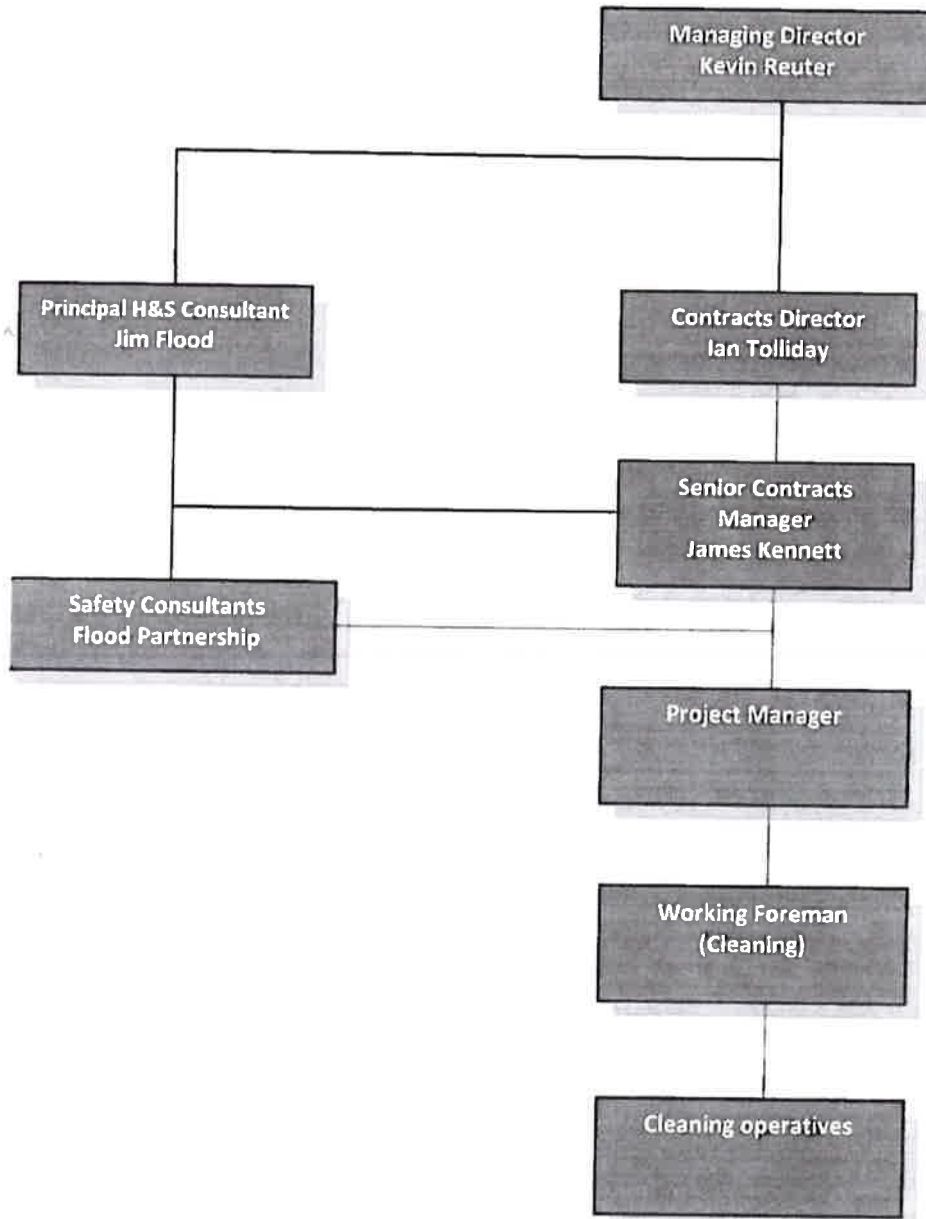 Managing Director
Kevin Reuter
Principal H&S Consultant
Jim Flood
Contracts Director
Ian Tolliday
Senior Contracts
Manager
James Kennett
Safety Consultants
Flood Partnership
Project Manager
Working Foreman
(Cleaning)
Cleaning operatives